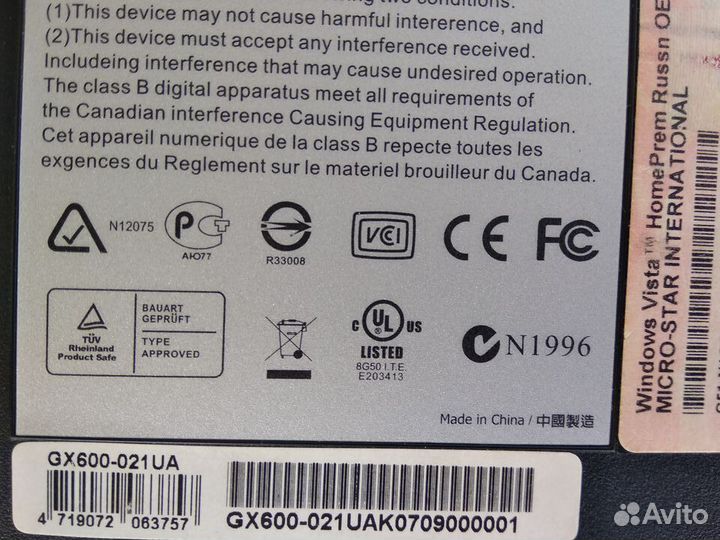 (1)This device may not cause harmful intererence, and
(2)This device must accept any interference received.
Includeing interference that may cause undesired operation.
The class B digital apparatus meet all requirements of
the Canadian interference Causing Equipment Regulation.
Cet appareil numerique de la class B repecte toutes les
exgences du Reglement sur le materiel brouilleur du Canada.
N12075
АЮ77
R33008
VCI
CE FC
TÜV
Rheinland
Product Safe
BAUART
GEPRÜFT
TYPE
APPROVED
C UL US
LISTED
8G50 I.T.E.
E203413
N1996
Made in China / 中國製造
GX600-021UA
4 719072 063757
GX600-021UAK0709000001
Windows Vista™ HomePrem Russn OE
MICRO-STAR INTERNATIONAL
Avito